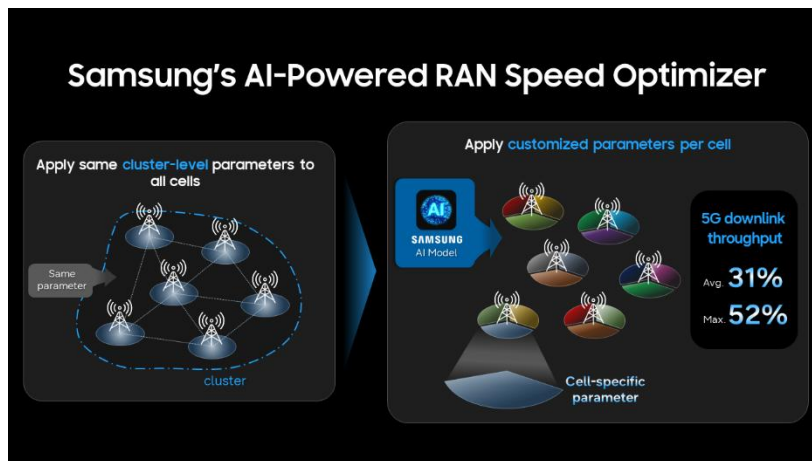 Samsung's AI-Powered RAN Speed Optimizer
Apply same cluster-level parameters to
all cells
Same
parameter
cluster
Apply customized parameters per cell
AI
SAMSUNG
AI Model
Cell-specific
parameter
5G downlink
throughput
Avg. 31%
Max. 52%